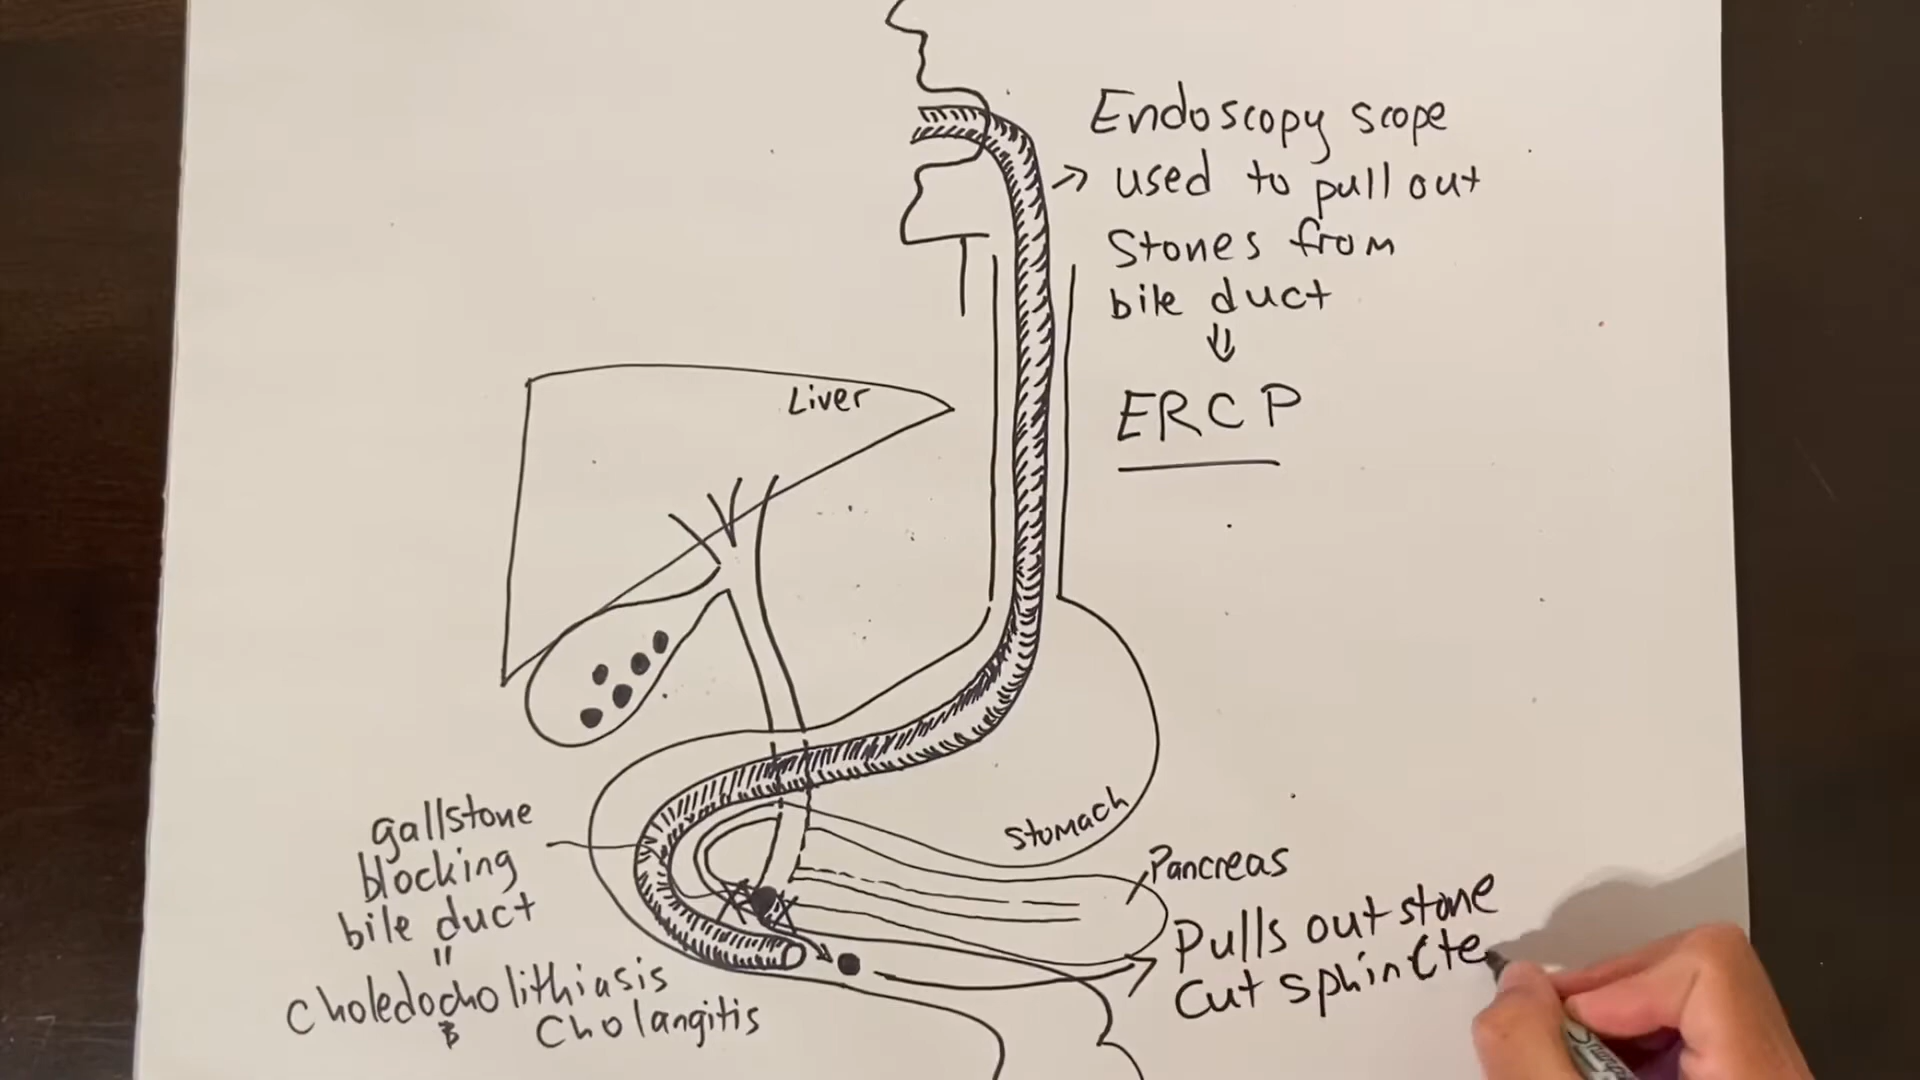 Endoscopy scope
→ used to pull out
Stones from
bile duct
⇓
ERCP
Liver
Stomach
Pancreas
gallstone
blocking
bile duct
"
Choledocholithiasis
& Cholangitis
Pulls out stone
Cut sphincte